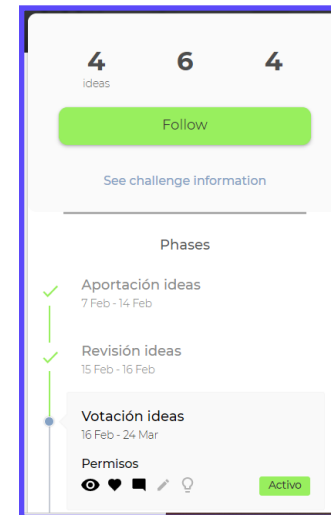 4 6 4
ideas
Follow
See challenge information
Phases
Aportación ideas
7 Feb - 14 Feb
Revisión ideas
15 Feb - 16 Feb
Votación ideas
16 Feb - 24 Mar
Permisos
Activo